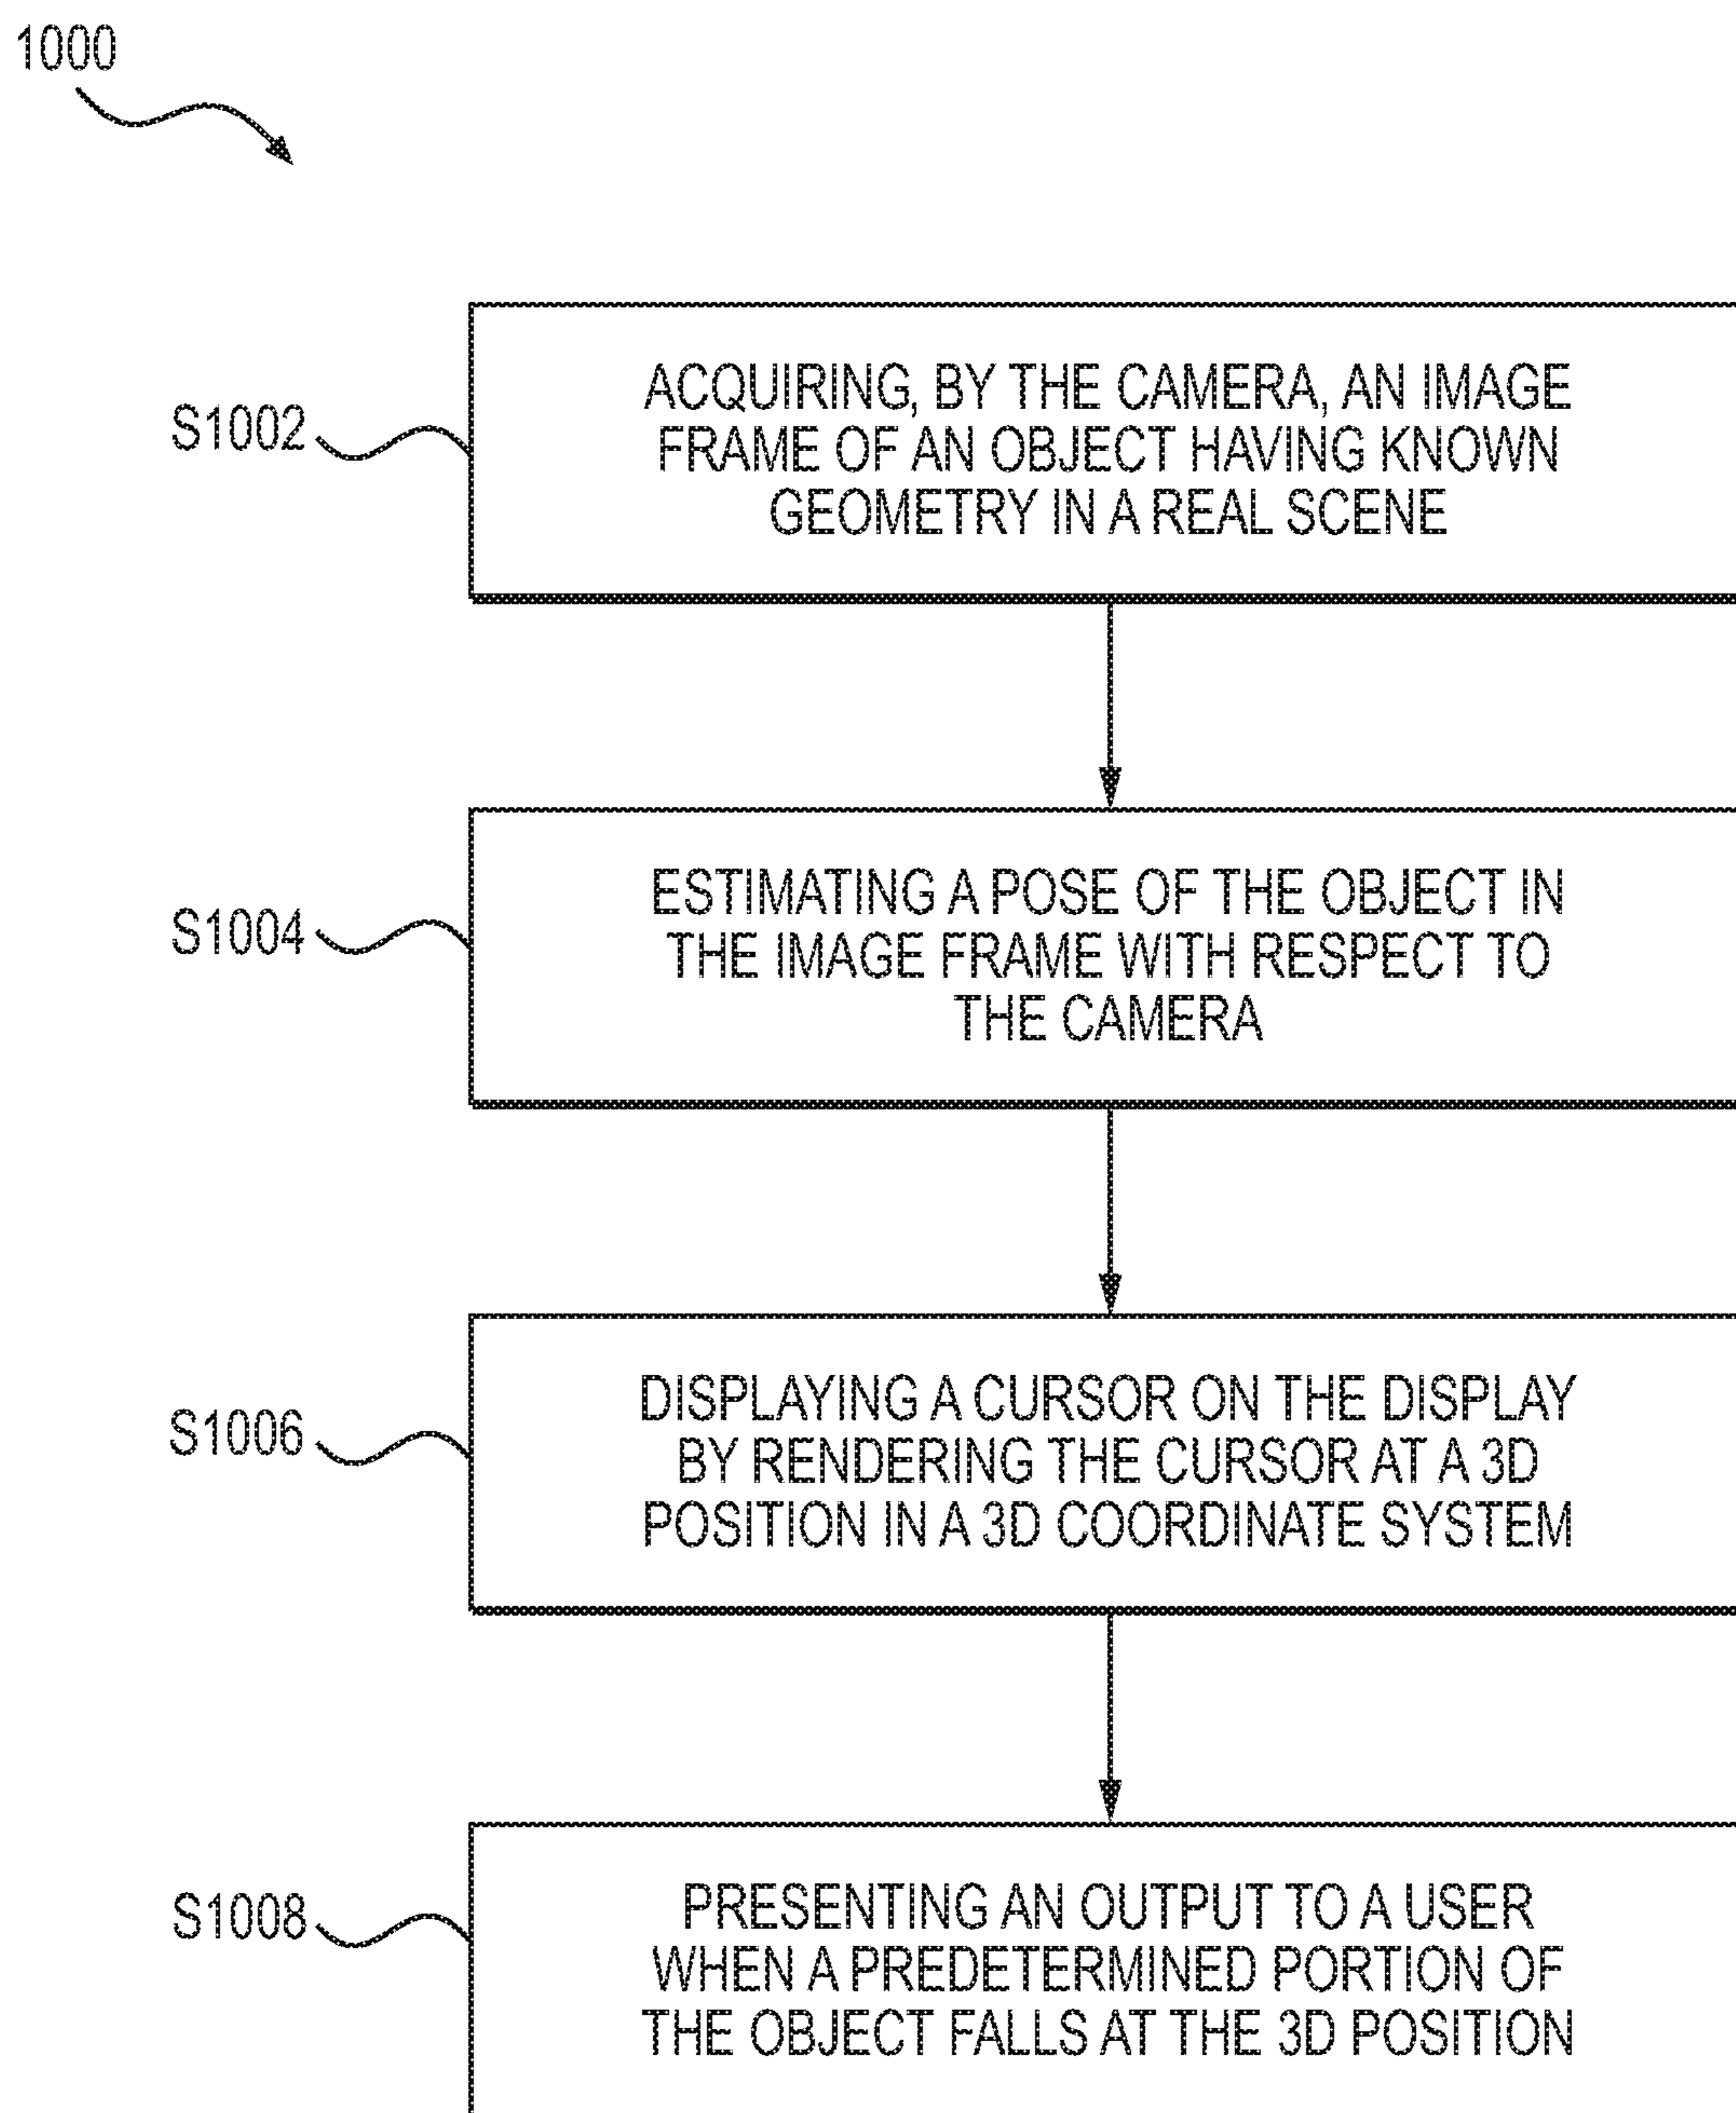 1000
S1002
ACQUIRING, BY THE CAMERA, AN IMAGE
FRAME OF AN OBJECT HAVING KNOWN
GEOMETRY IN A REAL SCENE
S1004
ESTIMATING A POSE OF THE OBJECT IN
THE IMAGE FRAME WITH RESPECT TO
THE CAMERA
S1006
DISPLAYING A CURSOR ON THE DISPLAY
BY RENDERING THE CURSOR AT A 3D
POSITION IN A 3D COORDINATE SYSTEM
S1008
PRESENTING AN OUTPUT TO A USER
WHEN A PREDETERMINED PORTION OF
THE OBJECT FALLS AT THE 3D POSITION